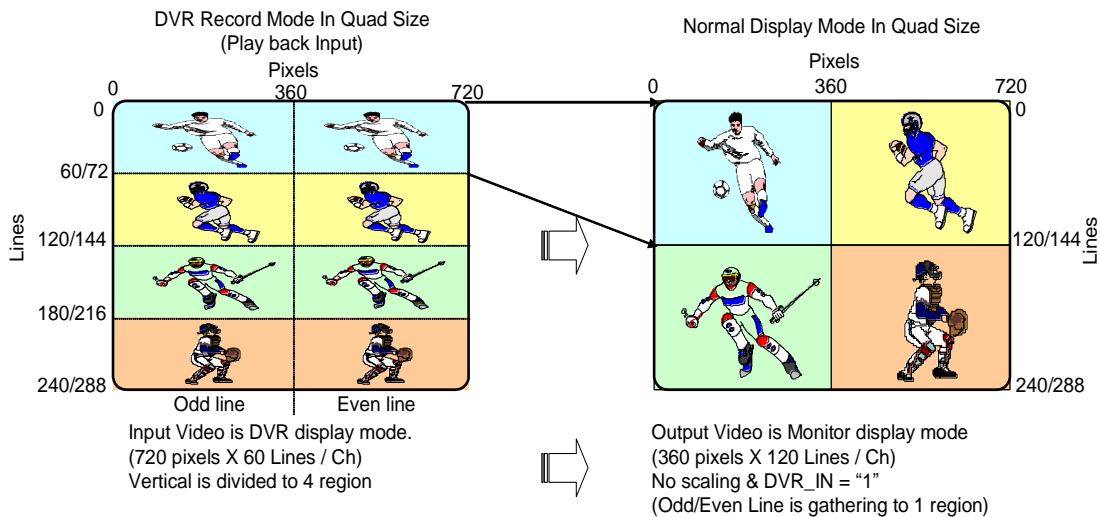 DVR Record Mode In Quad Size
(Play back Input)
Pixels
0 360 720
0
60/72
120/144
180/216
240/288
Lines
Odd line Even line
Input Video is DVR display mode.
(720 pixels X 60 Lines / Ch)
Vertical is divided to 4 region
Normal Display Mode In Quad Size
Pixels
0 360 720
0
120/144
240/288
Lines
Output Video is Monitor display mode
(360 pixels X 120 Lines / Ch)
No scaling & DVR_IN = “1”
(Odd/Even Line is gathering to 1 region)